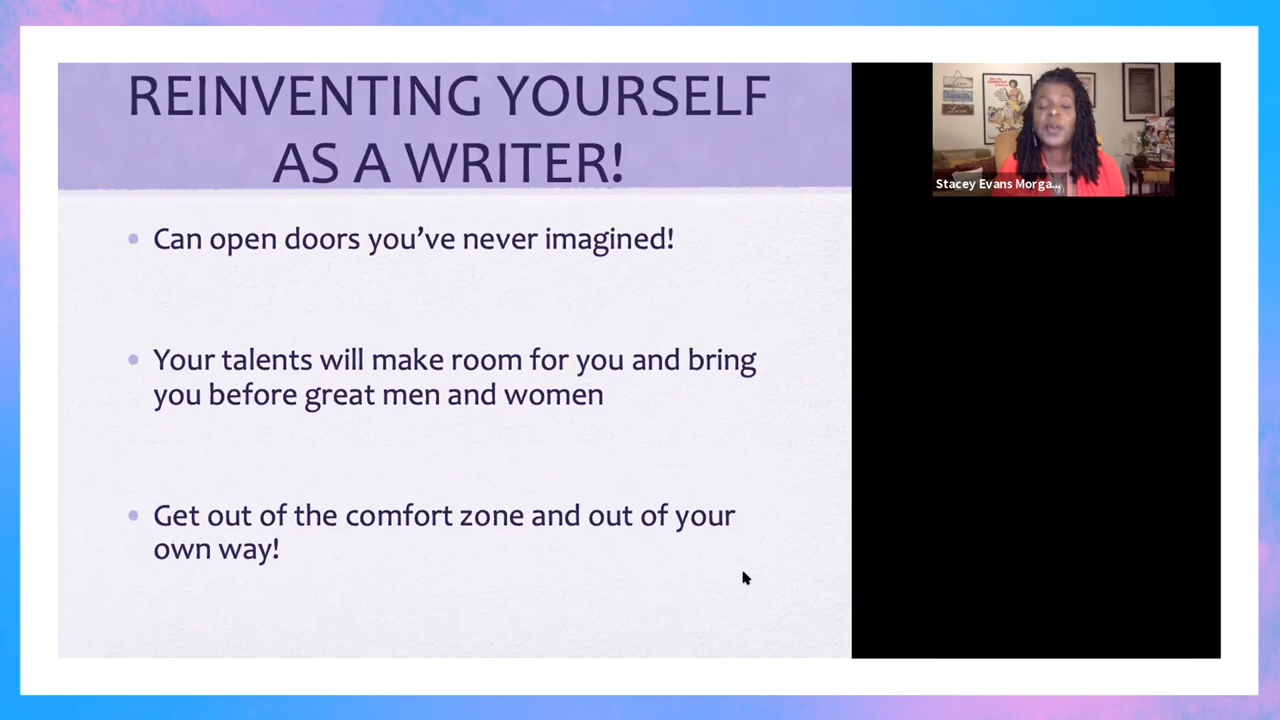 REINVENTING YOURSELF
AS A WRITER!
• Can open doors you’ve never imagined!
• Your talents will make room for you and bring
you before great men and women
• Get out of the comfort zone and out of your
own way!
Stacey Evans Morga...